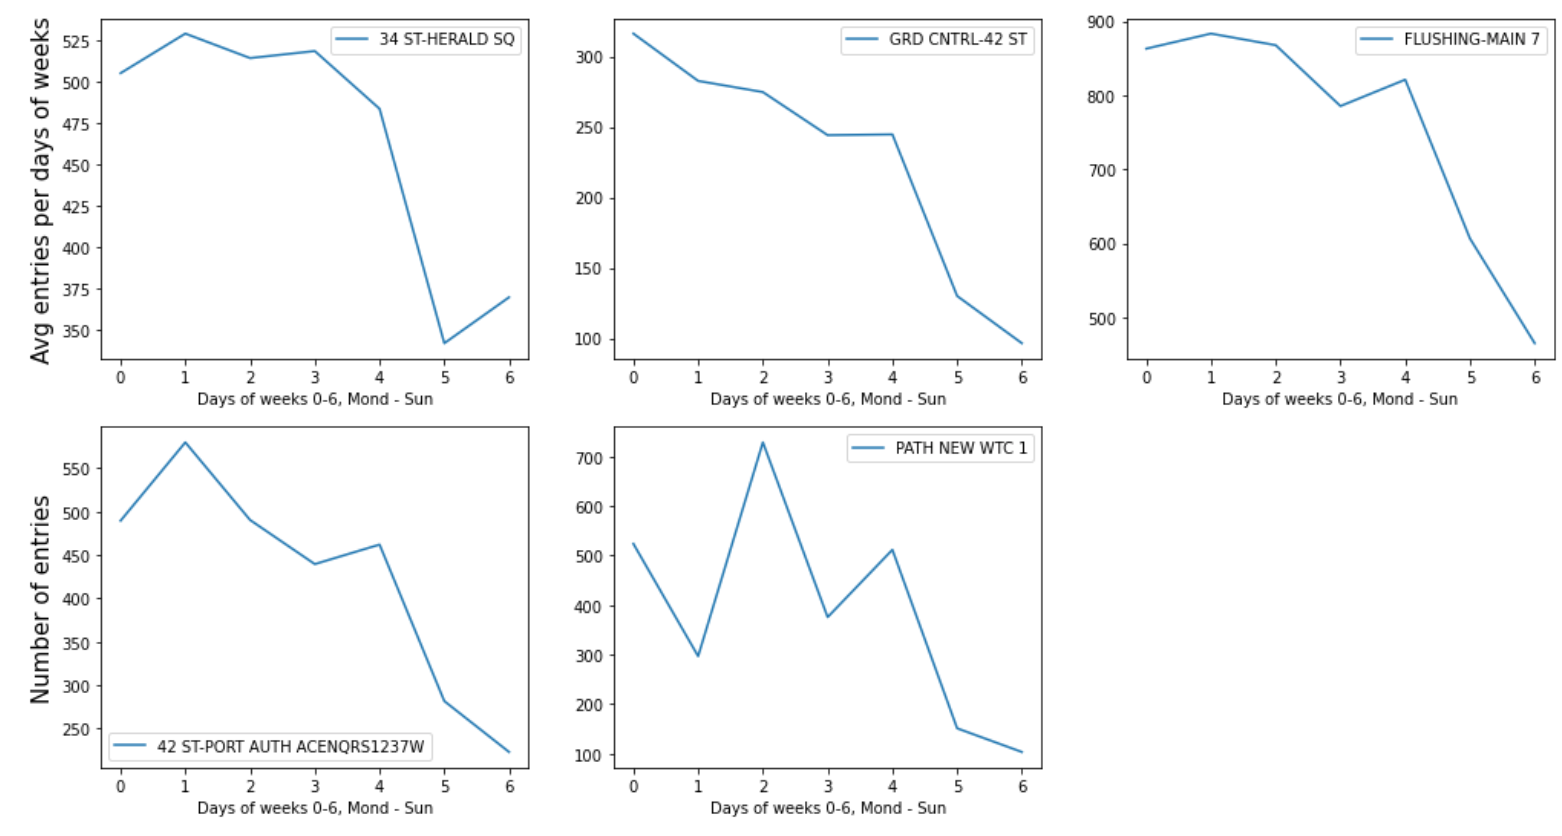 Avg entries per days of weeks
525
500
475
450
425
400
375
350
34 ST-HERALD SQ
0 1 2 3 4 5 6
Days of weeks 0-6, Mond - Sun
300
250
200
150
100
GRD CNTRL-42 ST
0 1 2 3 4 5 6
Days of weeks 0-6, Mond - Sun
900
800
700
600
500
FLUSHING-MAIN 7
0 1 2 3 4 5 6
Days of weeks 0-6, Mond - Sun
Number of entries
550
500
450
400
350
300
250
42 ST-PORT AUTH ACENQRS1237W
0 1 2 3 4 5 6
Days of weeks 0-6, Mond - Sun
700
600
500
400
300
200
100
PATH NEW WTC 1
0 1 2 3 4 5 6
Days of weeks 0-6, Mond - Sun